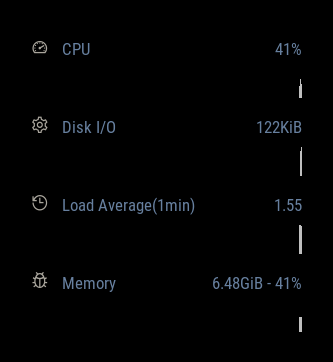 CPU 41%
Disk I/O 122KiB
Load Average(1min) 1.55
Memory 6.48GiB - 41%